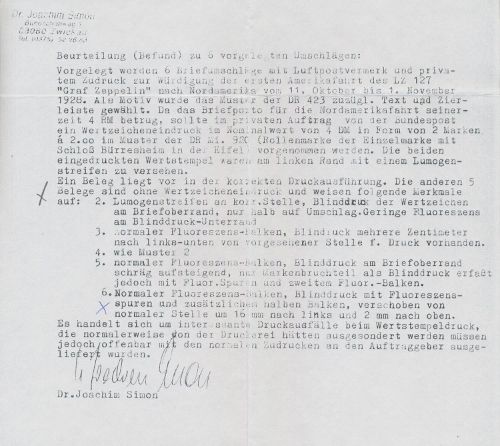 Dr. Joachim Simon
Beurteilung (Befund) zu 6 vorgelegten Umschlägen:
Vorgelegt worden 6 Briefumschläge mit Luftpostvermerk und priva-
tem Zudruck zur Würdigung der ersten Amerikafahrt des LZ 127
"Graf Zeppelin" nach Nordamerika vom 11. Oktober bis 1. November
1928. Als Motiv wurde das Muster der DR 423 zuzügl. Text und Zier-
leiste gewählt. Da das Briefporto für die Nordamerikafahrt seiner-
zeit 4 RM betrug, sollte im privaten Auftrag von der Bundespost
ein Wertzeicheneindruck im Nominalwert von 4 DM in Form von 2 Marken
á 2.oo im Muster der DR Mi. 920 (Rollenmarke der Einzelmarke mit
Schloß Bürresheim in der Eifel) vorgenommen werden. Die beiden
eingedruckten Wertstempel waren am linken Rand mit einem Lumogen-
streifen zu versehen.
Ein Beleg liegt vor in der korrekten Druckausführung. Die anderen 5
Belege sind ohne Wertzeichendruck und weisen folgende Merkmale
auf: 2. Lumogenstreifen an korr.Stelle, Blinddruck der Wertzeichen
am Briefoberrand, nur halb auf Umschlag.Geringe Fluoreszens
am Blinddruck-Unterrand
3. normaler Fluoreszens-Balken, Blindruck mehrere Zentimeter
nach links-unten von vorgesehener Stelle f. Druck vorhanden.
4. wie Muster 2
5. normaler Fluoreszens-Balken, Blinddruck am Briefoberrand
schräg aufsteigend, nur Markenbruchteil als Blinddruck erfaßt
jedoch mit Fluor.Spuren und zweitem Fluor.-Balken.
6. Normaler Fluoreszens-Balken, Blinddruck mit Fluoreszens-
spuren und zusätzlichen halben Balken, verschoben von
normaler Stelle um 16 mm nach links und 2 mm nach oben.
Es handelt sich um interessante Druckausfälle beim Wertstempeldruck,
die normalerweise von der Druckerei hätten ausgesondert werden müssen
jedoch offenbar mit den normalen Zudrucken an den Auftraggeber ausge-
liefert wurden.
Dr.Joachim Simon